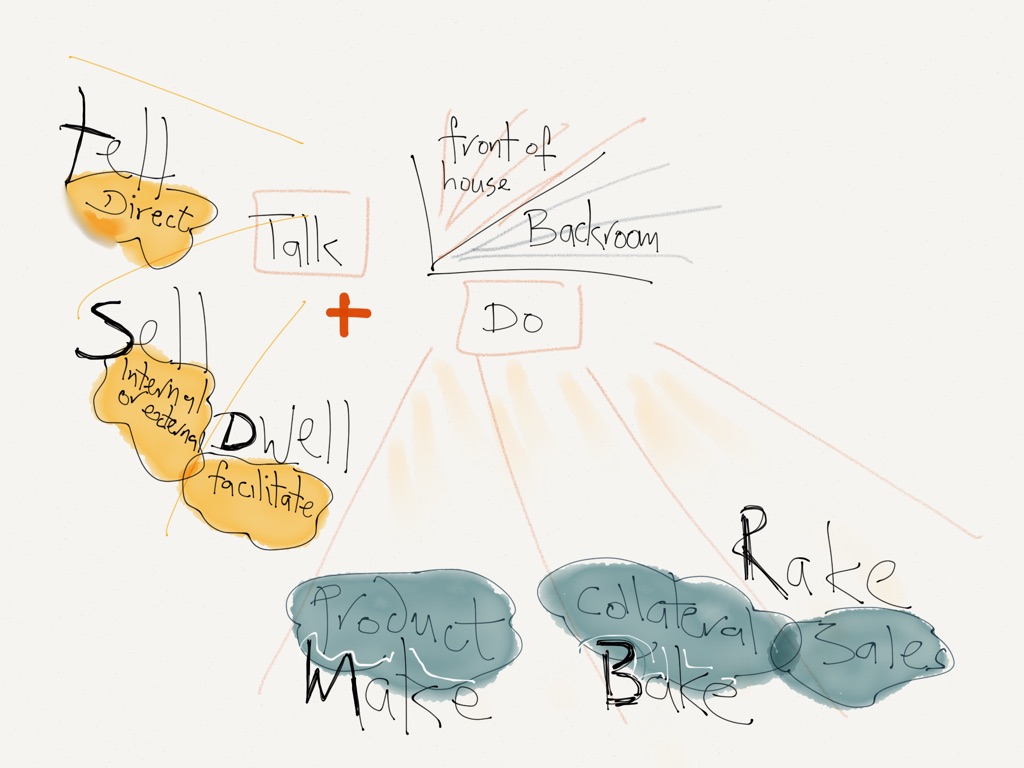 tell
Direct
Talk
front of
house
Backroom
+
Do
Sell
Internal
or external
Dwell
facilitate
Product
Make
Collateral
Bake
Rake
Sales